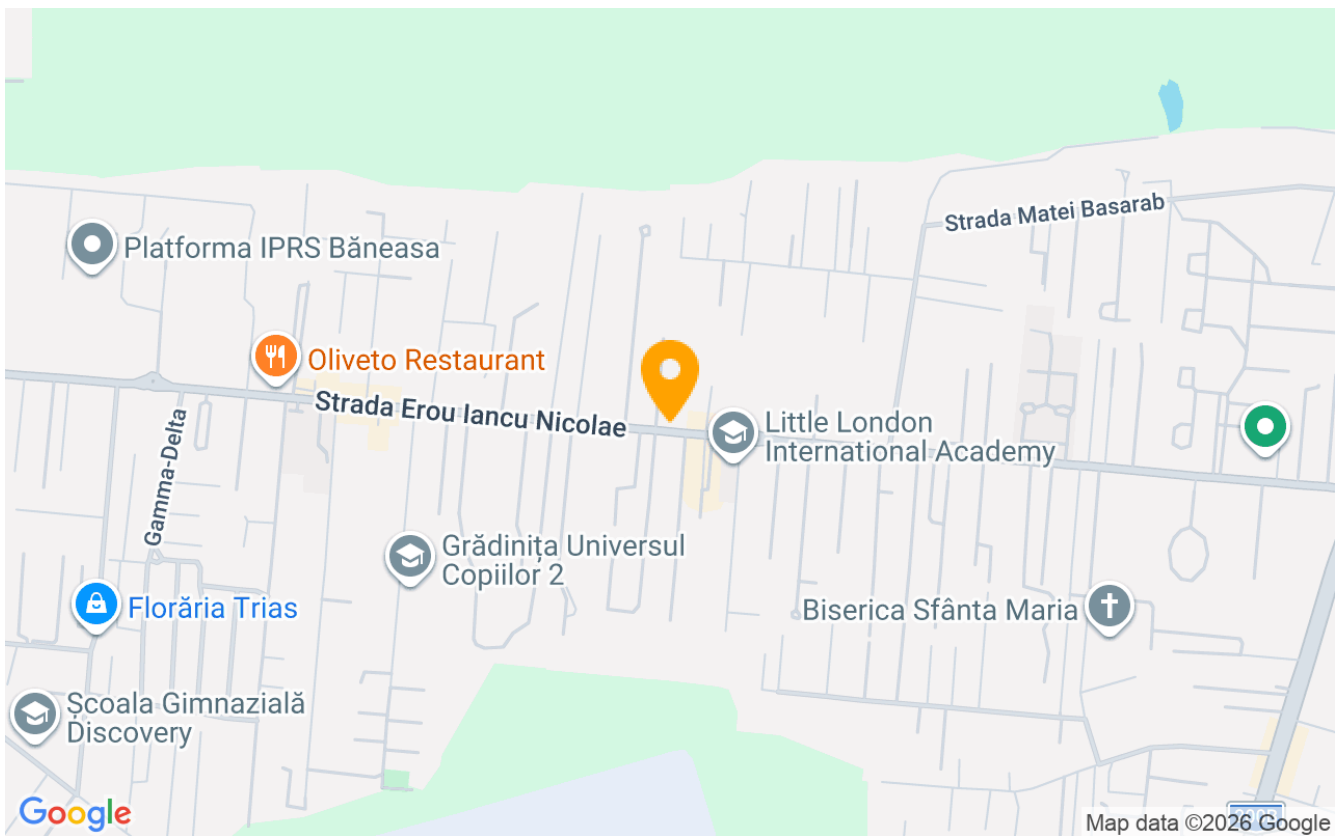 Strada Matei Basarab
Platforma IPRS Băneasa
Oliveto Restaurant
Strada Erou Iancu Nicolae
Little London
International Academy
Gamma-Delta
Grădinița Universul
Copiilor 2
Florăria Trias
Biserica Sfânta Maria
Școala Gimnazială
Discovery
Google
Map data ©2026 Google